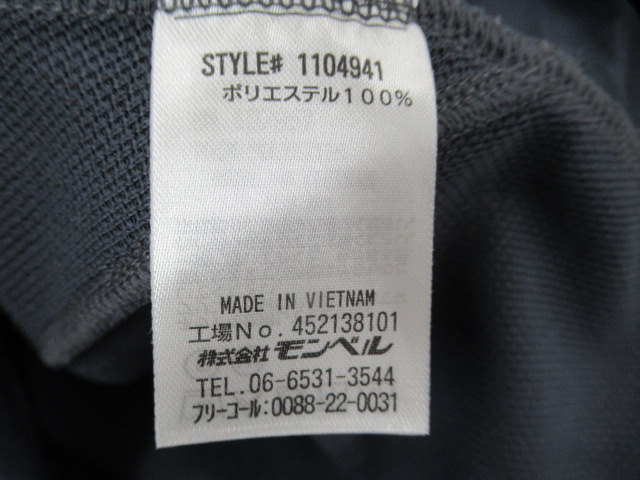 STYLE# 1104941
ポリエステル100%
MADE IN VIETNAM
工場No. 452138101
株式会社 モンベル
TEL. 06-6531-3544
フリーコール:0088-22-0031